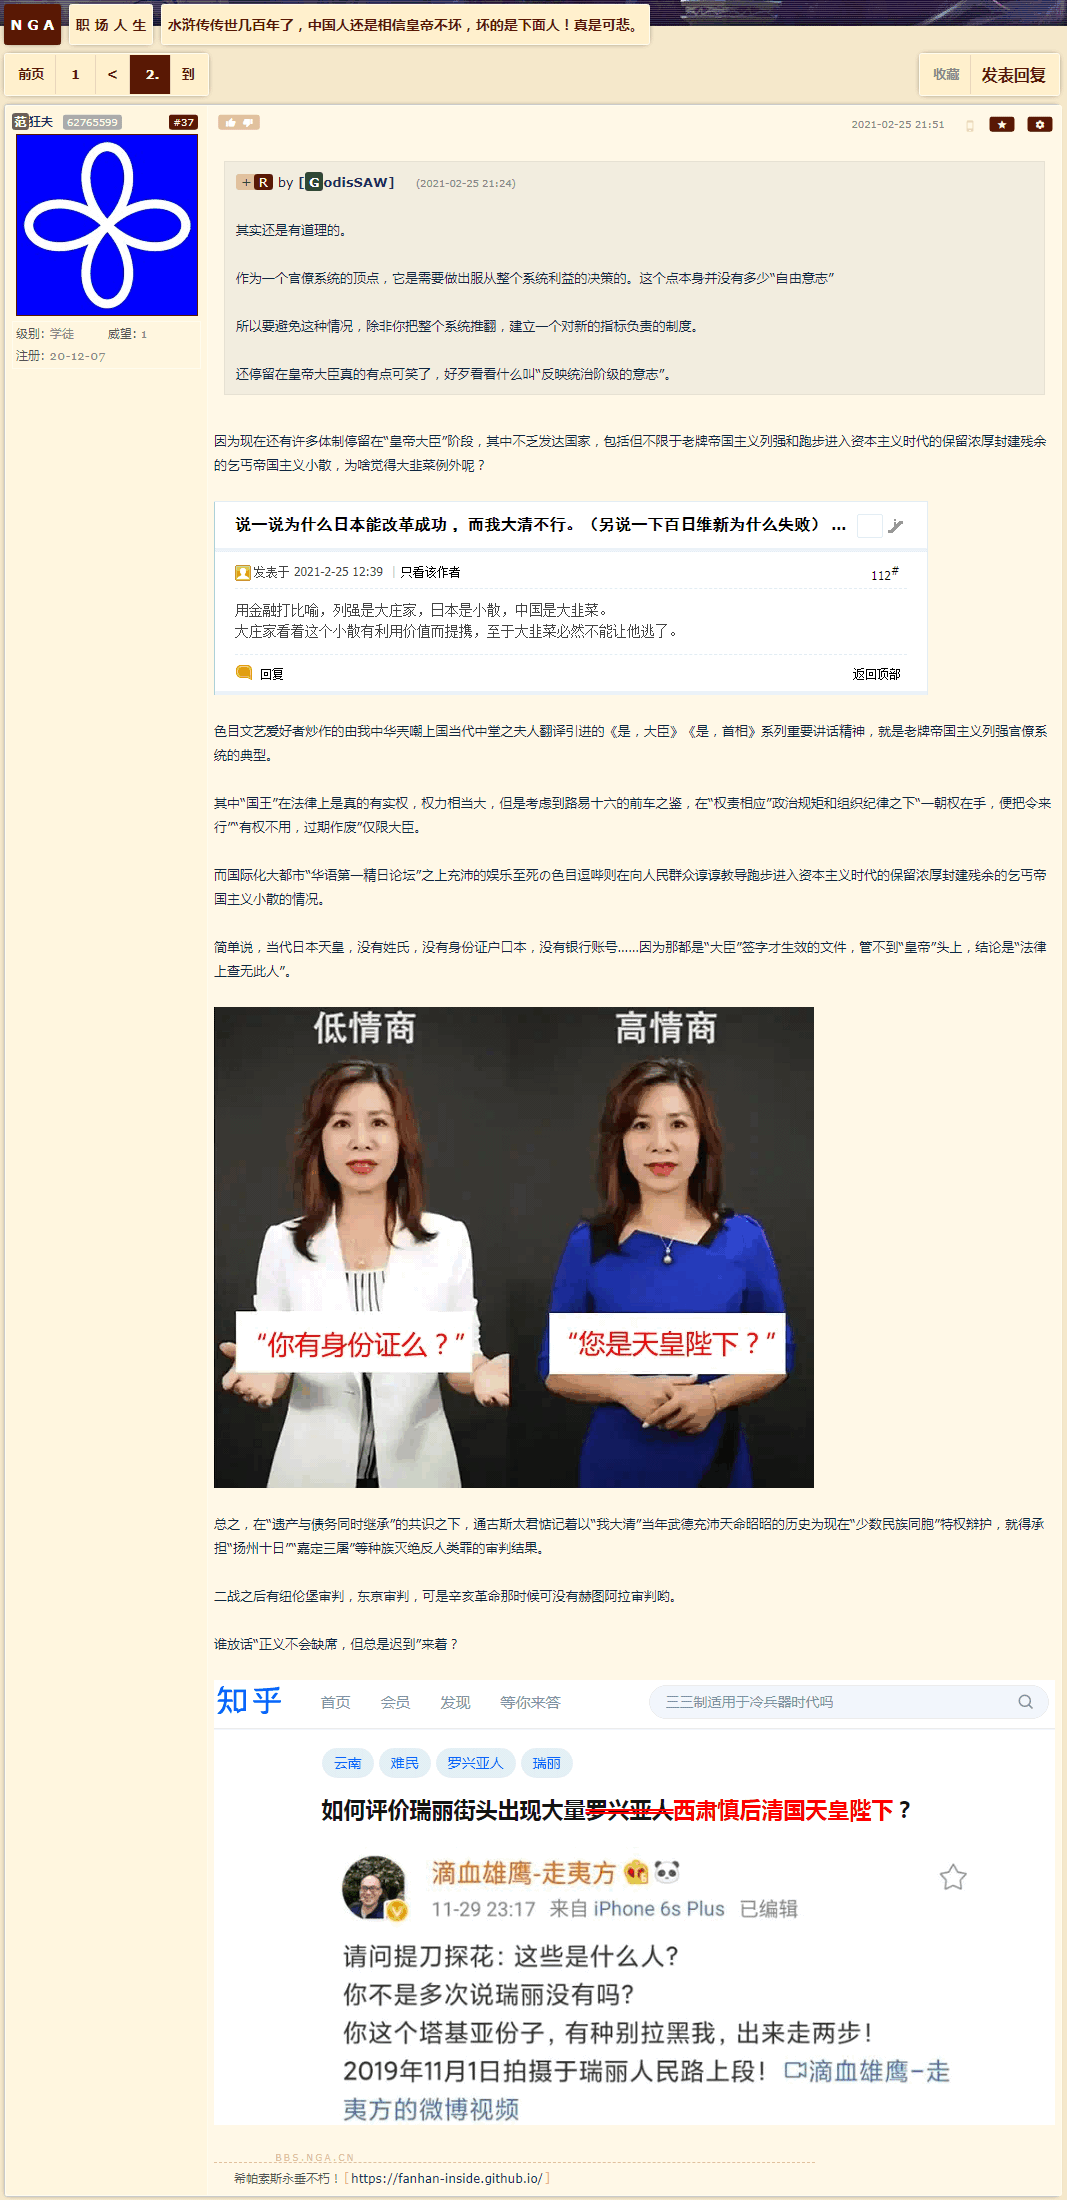 NGA 职场人生 水浒传传世几百年了，中国人还是相信皇帝不坏，坏的是下面人！真是可悲。
前页 1 < 2. 到 收藏 发表回复
范狂夫 62765599 #37 2021-02-25 21:51
级别: 学徒 威望: 1
注册: 20-12-07
+ R by [GodisSAW] (2021-02-25 21:24)
其实还是有道理的。
作为一个官僚系统的顶点，它是需要做出服从整个系统利益的决策的。这个点本身并没有多少“自由意志”
所以要避免这种情况，除非你把整个系统推翻，建立一个对新的指标负责的制度。
还停留在皇帝大臣真的有点可笑了，好歹看看什么叫“反映统治阶级的意志”。
因为现在还有许多体制停留在“皇帝大臣”阶段，其中不乏发达国家，包括但不限于老牌帝国主义列强和跑步进入资本主义时代的保留浓厚封建残余
的乞丐帝国主义小散，为啥觉得大韭菜例外呢？
说一说为什么日本能改革成功 ，而我大清不行。（另说一下百日维新为什么失败） ...
发表于 2021-2-25 12:39 | 只看该作者 112#
用金融打比喻，列强是大庄家，日本是小散，中国是大韭菜。
大庄家看着这个小散有利用价值而提携，至于大韭菜必然不能让他逃了。
回复 返回顶部
色目文艺爱好者炒作的由我中华天嘲上国当代中堂之夫人翻译引进的《是，大臣》《是，首相》系列重要讲话精神，就是老牌帝国主义列强官僚系
统的典型。
其中“国王”在法律上是真的有实权，权力相当大，但是考虑到路易十六的前车之鉴，在“权责相应”政治规矩和组织纪律之下“一朝权在手，便把令来
行”“有权不用，过期作废”仅限大臣。
而国际化大都市“华语第一精日论坛”之上充沛的娱乐至死の色目逗哔则在向人民群众谆谆教导跑步进入资本主义时代的保留浓厚封建残余的乞丐帝
国主义小散的情况。
简单说，当代日本天皇，没有姓氏，没有身份证户口本，没有银行账号……因为那都是“大臣”签字才生效的文件，管不到“皇帝”头上，结论是“法律
上查无此人”。
低情商 高情商
“你有身份证么？” “您是天皇陛下？”
总之，在“遗产与债务同时继承”的共识之下，通古斯太君惦记着以“我大清”当年武德充沛天命昭昭的历史为现在“少数民族同胞”特权辩护，就得承
担“扬州十日”“嘉定三屠”等种族灭绝反人类罪的审判结果。
二战之后有纽伦堡审判，东京审判，可是辛亥革命那时候可没有赫图阿拉审判哟。
谁放话“正义不会缺席，但总是迟到”来着？
知乎 首页 会员 发现 等你来答 三三制适用于冷兵器时代吗
云南 难民 罗兴亚人 瑞丽
如何评价瑞丽街头出现大量罗兴亚人西肃慎后清国天皇陛下？
滴血雄鹰-走夷方
11-29 23:17 来自 iPhone 6s Plus 已编辑
请问提刀探花：这些是什么人？
你不是多次说瑞丽没有吗？
你这个塔基亚份子，有种别拉黑我，出来走两步！
2019年11月1日拍摄于瑞丽人民路上段！ 滴血雄鹰-走
夷方的微博视频
BBS.NGA.CN
希帕索斯永垂不朽！[ https://fanhan-inside.github.io/ ]